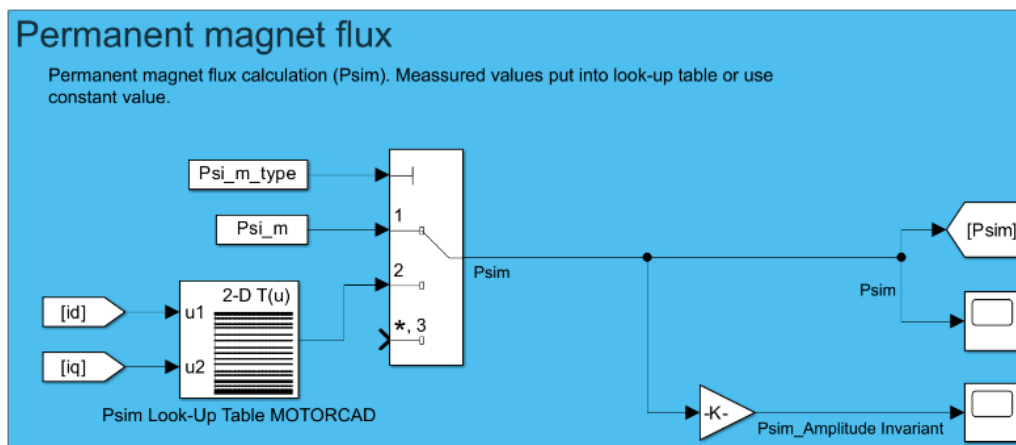 Permanent magnet flux
Permanent magnet flux calculation (Psim). Meassured values put into look-up table or use
constant value.
Psi_m_type
Psi_m
1
2
*, 3
Psim
[Psim]
Psim
[id]
[iq]
2-D T(u)
u1
u2
Psim Look-Up Table MOTORCAD
-K-
Psim_Amplitude Invariant